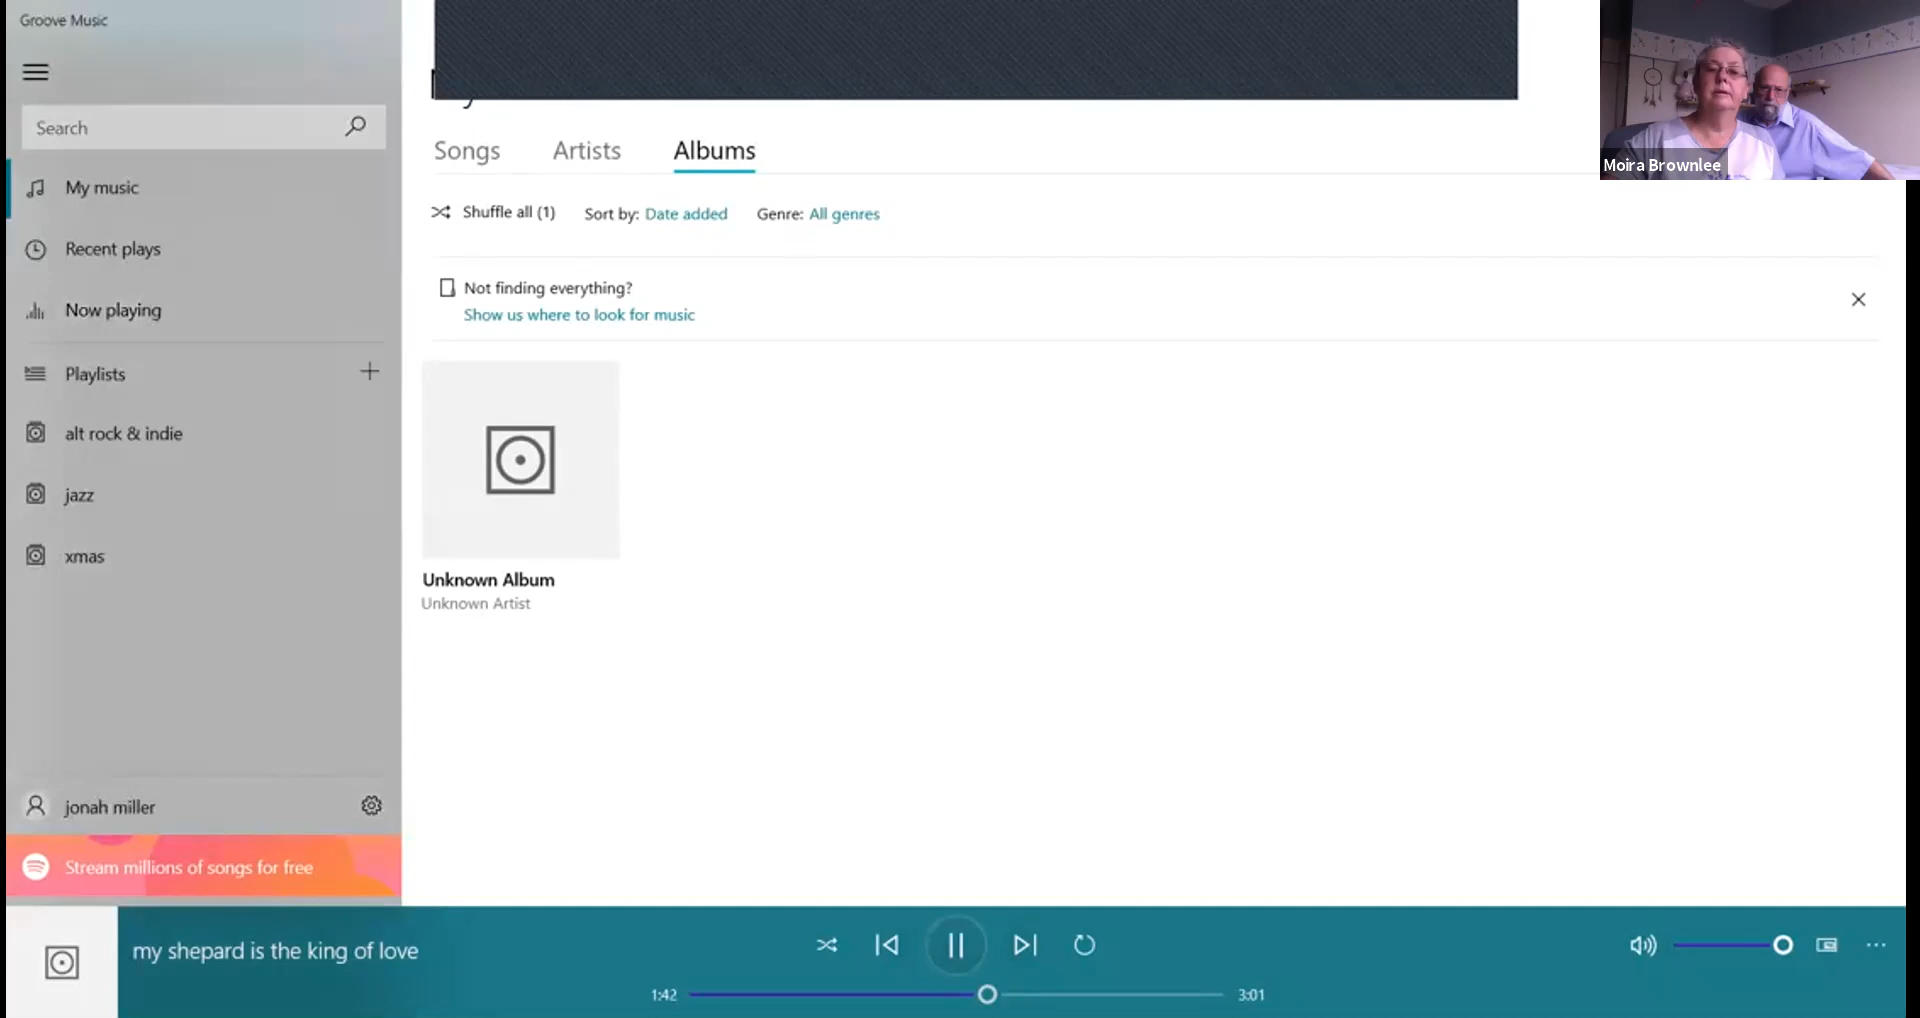 Groove Music
Search
My music
Recent plays
Now playing
Playlists
alt rock & indie
jazz
xmas
jonah miller
Stream millions of songs for free
Songs Artists Albums
Shuffle all (1) Sort by: Date added Genre: All genres
Not finding everything?
Show us where to look for music
Unknown Album
Unknown Artist
Moira Brownlee
my shepard is the king of love
1:42 3:01